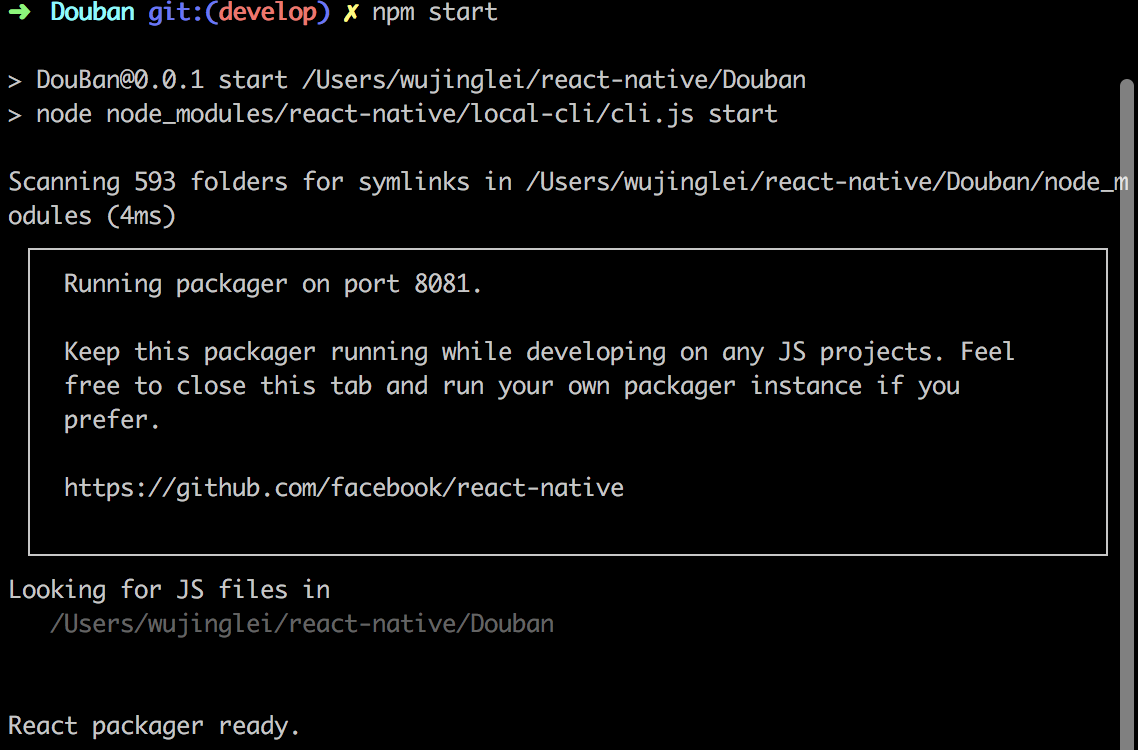 ➜ Douban git:(develop) ✗ npm start
> DouBan@0.0.1 start /Users/wujinglei/react-native/Douban
> node node_modules/react-native/local-cli/cli.js start
Scanning 593 folders for symlinks in /Users/wujinglei/react-native/Douban/node_m
odules (4ms)
Running packager on port 8081.
Keep this packager running while developing on any JS projects. Feel
free to close this tab and run your own packager instance if you
prefer.
https://github.com/facebook/react-native
Looking for JS files in
/Users/wujinglei/react-native/Douban
React packager ready.